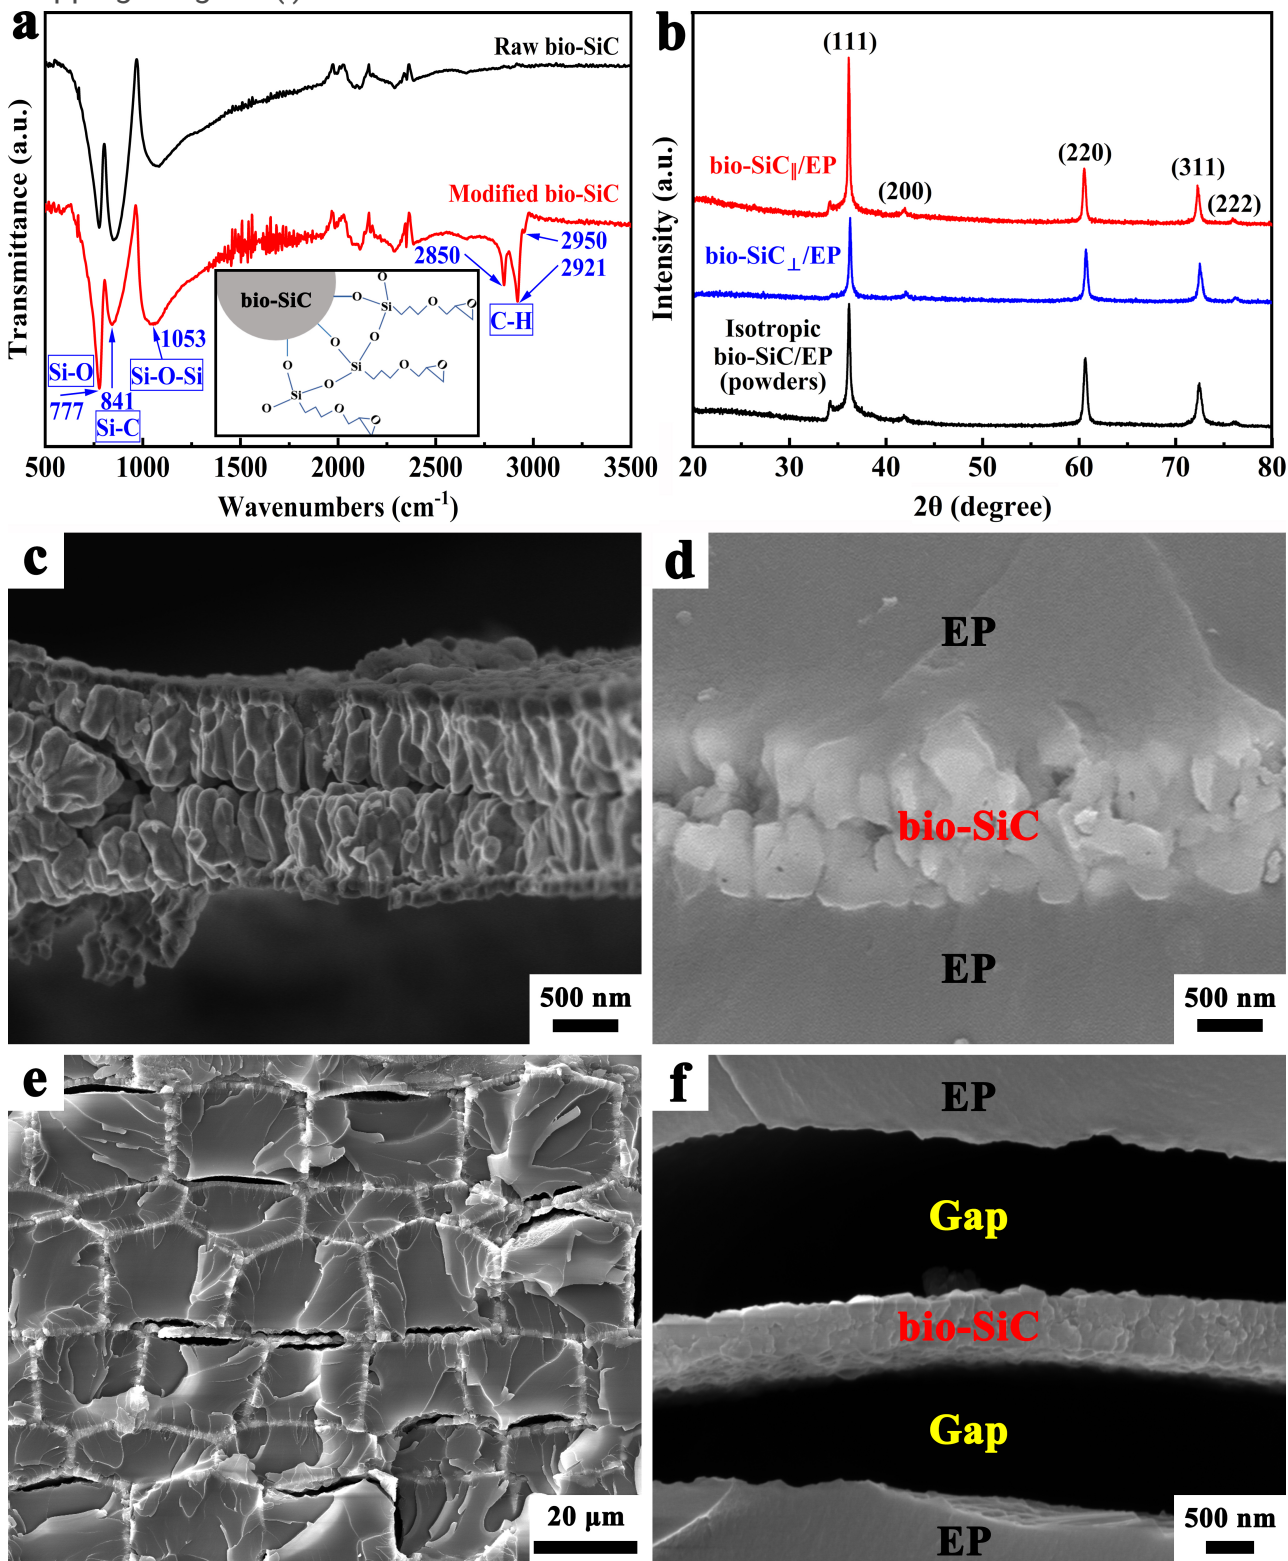 a
Raw bio-SiC
Modified bio-SiC
2850
2950
2921
C-H
1053
Si-O
Si-O-Si
777
841
Si-C
bio-SiC
O
O
Si
O
O
O
O
Si
O
O
O
O
Si
O
O
O
500 1000 1500 2000 2500 3000 3500
Wavenumbers (cm⁻¹)
Transmittance (a.u.)
b
(111)
(200)
(220)
(311)
(222)
bio-SiC∥/EP
bio-SiC⊥/EP
Isotropic
bio-SiC/EP
(powders)
20 30 40 50 60 70 80
2θ (degree)
Intensity (a.u.)
c
500 nm
d
EP
bio-SiC
EP
500 nm
e
20 μm
f
EP
Gap
bio-SiC
Gap
EP
500 nm